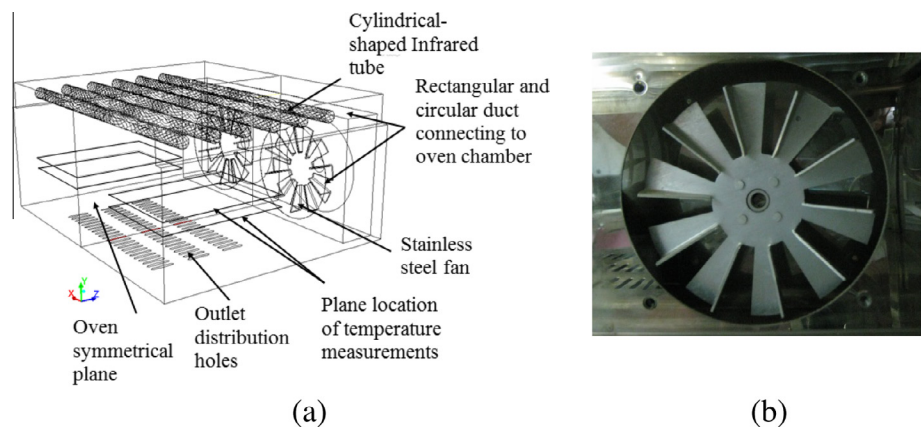 Cylindrical-
shaped Infrared
tube
Rectangular and
circular duct
connecting to
oven chamber
Stainless
steel fan
Plane location
of temperature
measurements
Outlet
distribution
holes
Oven
symmetrical
plane
Y
X
Z
(a)
(b)